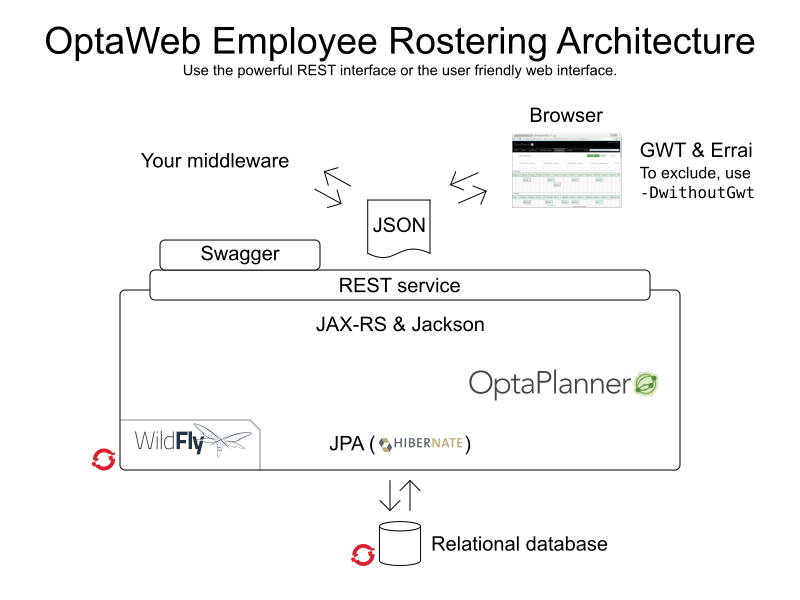 OptaWeb Employee Rostering Architecture
Use the powerful REST interface or the user friendly web interface.
Browser
Your middleware
GWT & Errai
To exclude, use
-DwithoutGwt
JSON
Swagger
REST service
JAX-RS & Jackson
OptaPlanner
WildFly
JPA ( HIBERNATE )
Relational database